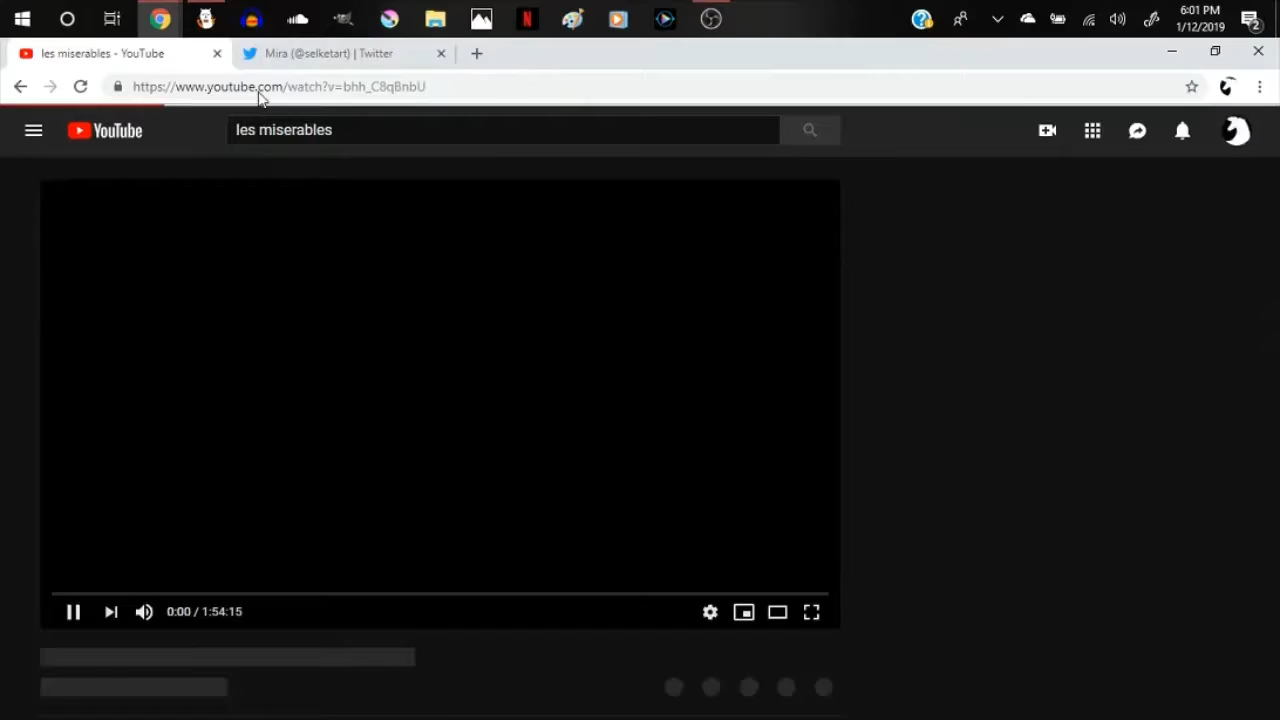 6:01 PM
1/12/2019
2
les miserables - YouTube
Mira (@selketart) | Twitter
https://www.youtube.com/watch?v=bhh_C8qBnbU
YouTube
les miserables
0:00 / 1:54:15